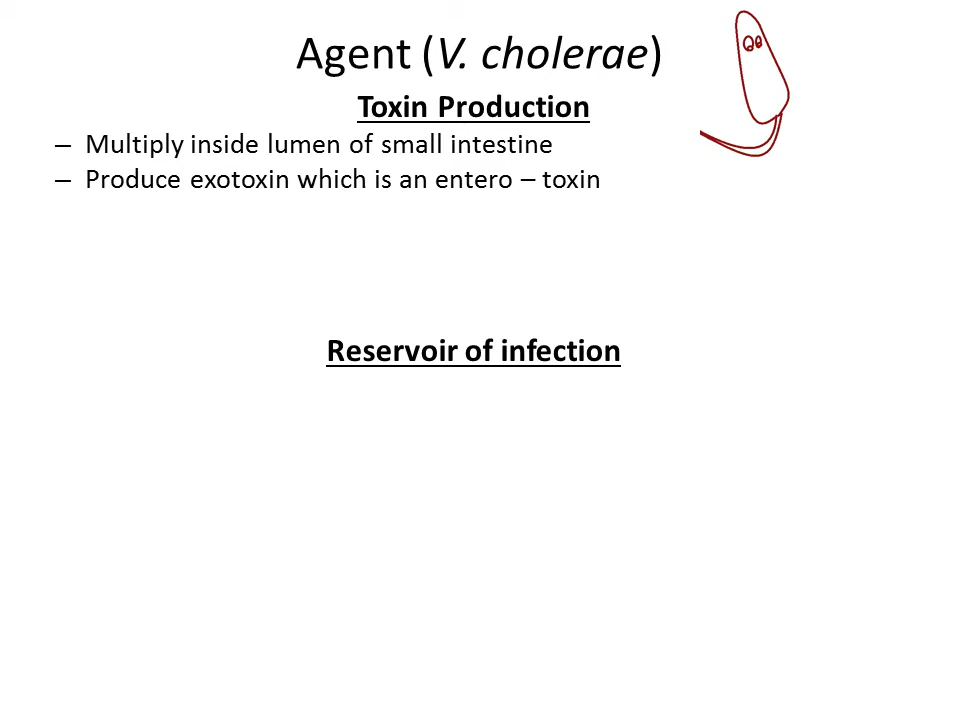 Agent (V. cholerae)
Toxin Production
– Multiply inside lumen of small intestine
– Produce exotoxin which is an entero – toxin
Reservoir of infection